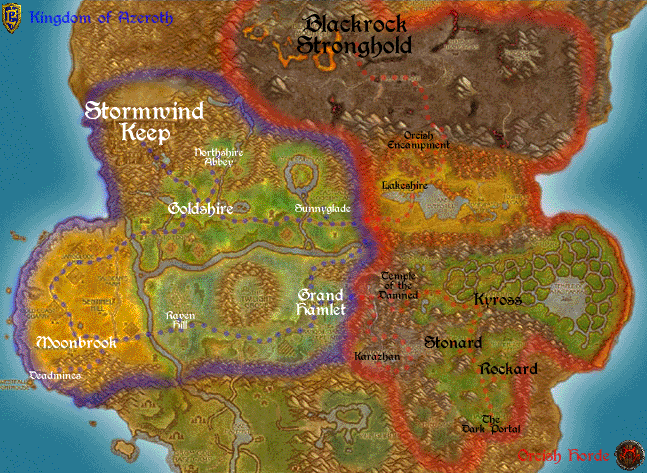 Kingdom of Azeroth
Blackrock
Stronghold
Stormwind
Keep
Northshire
Abbey
Orcish
Encampment
Lakeshire
Goldshire
Sunnyglade
Temple
of the
Damned
Kyross
Grand
Hamlet
Raven
Hill
Moonbrook
Deadmines
Karazhan
Stonard
Rockard
The
Dark Portal
Orcish Horde